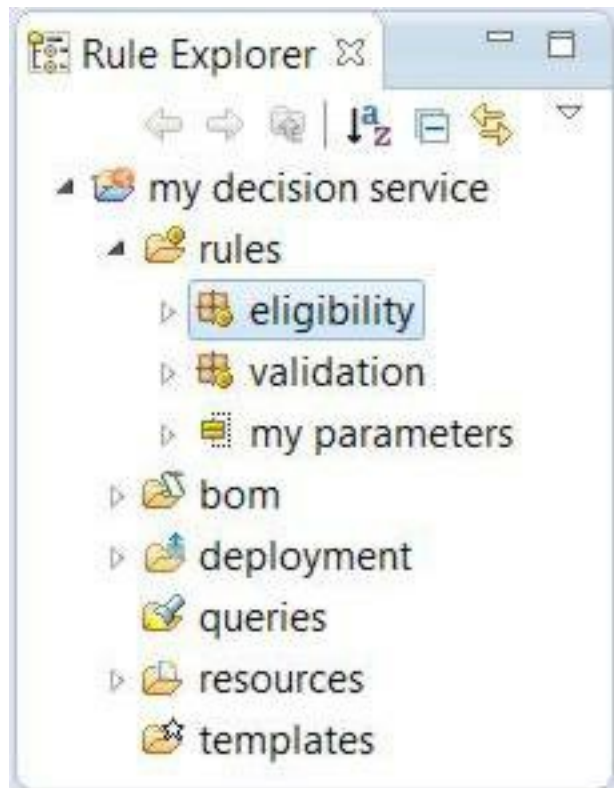 Rule Explorer
my decision service
rules
eligibility
validation
my parameters
bom
deployment
queries
resources
templates